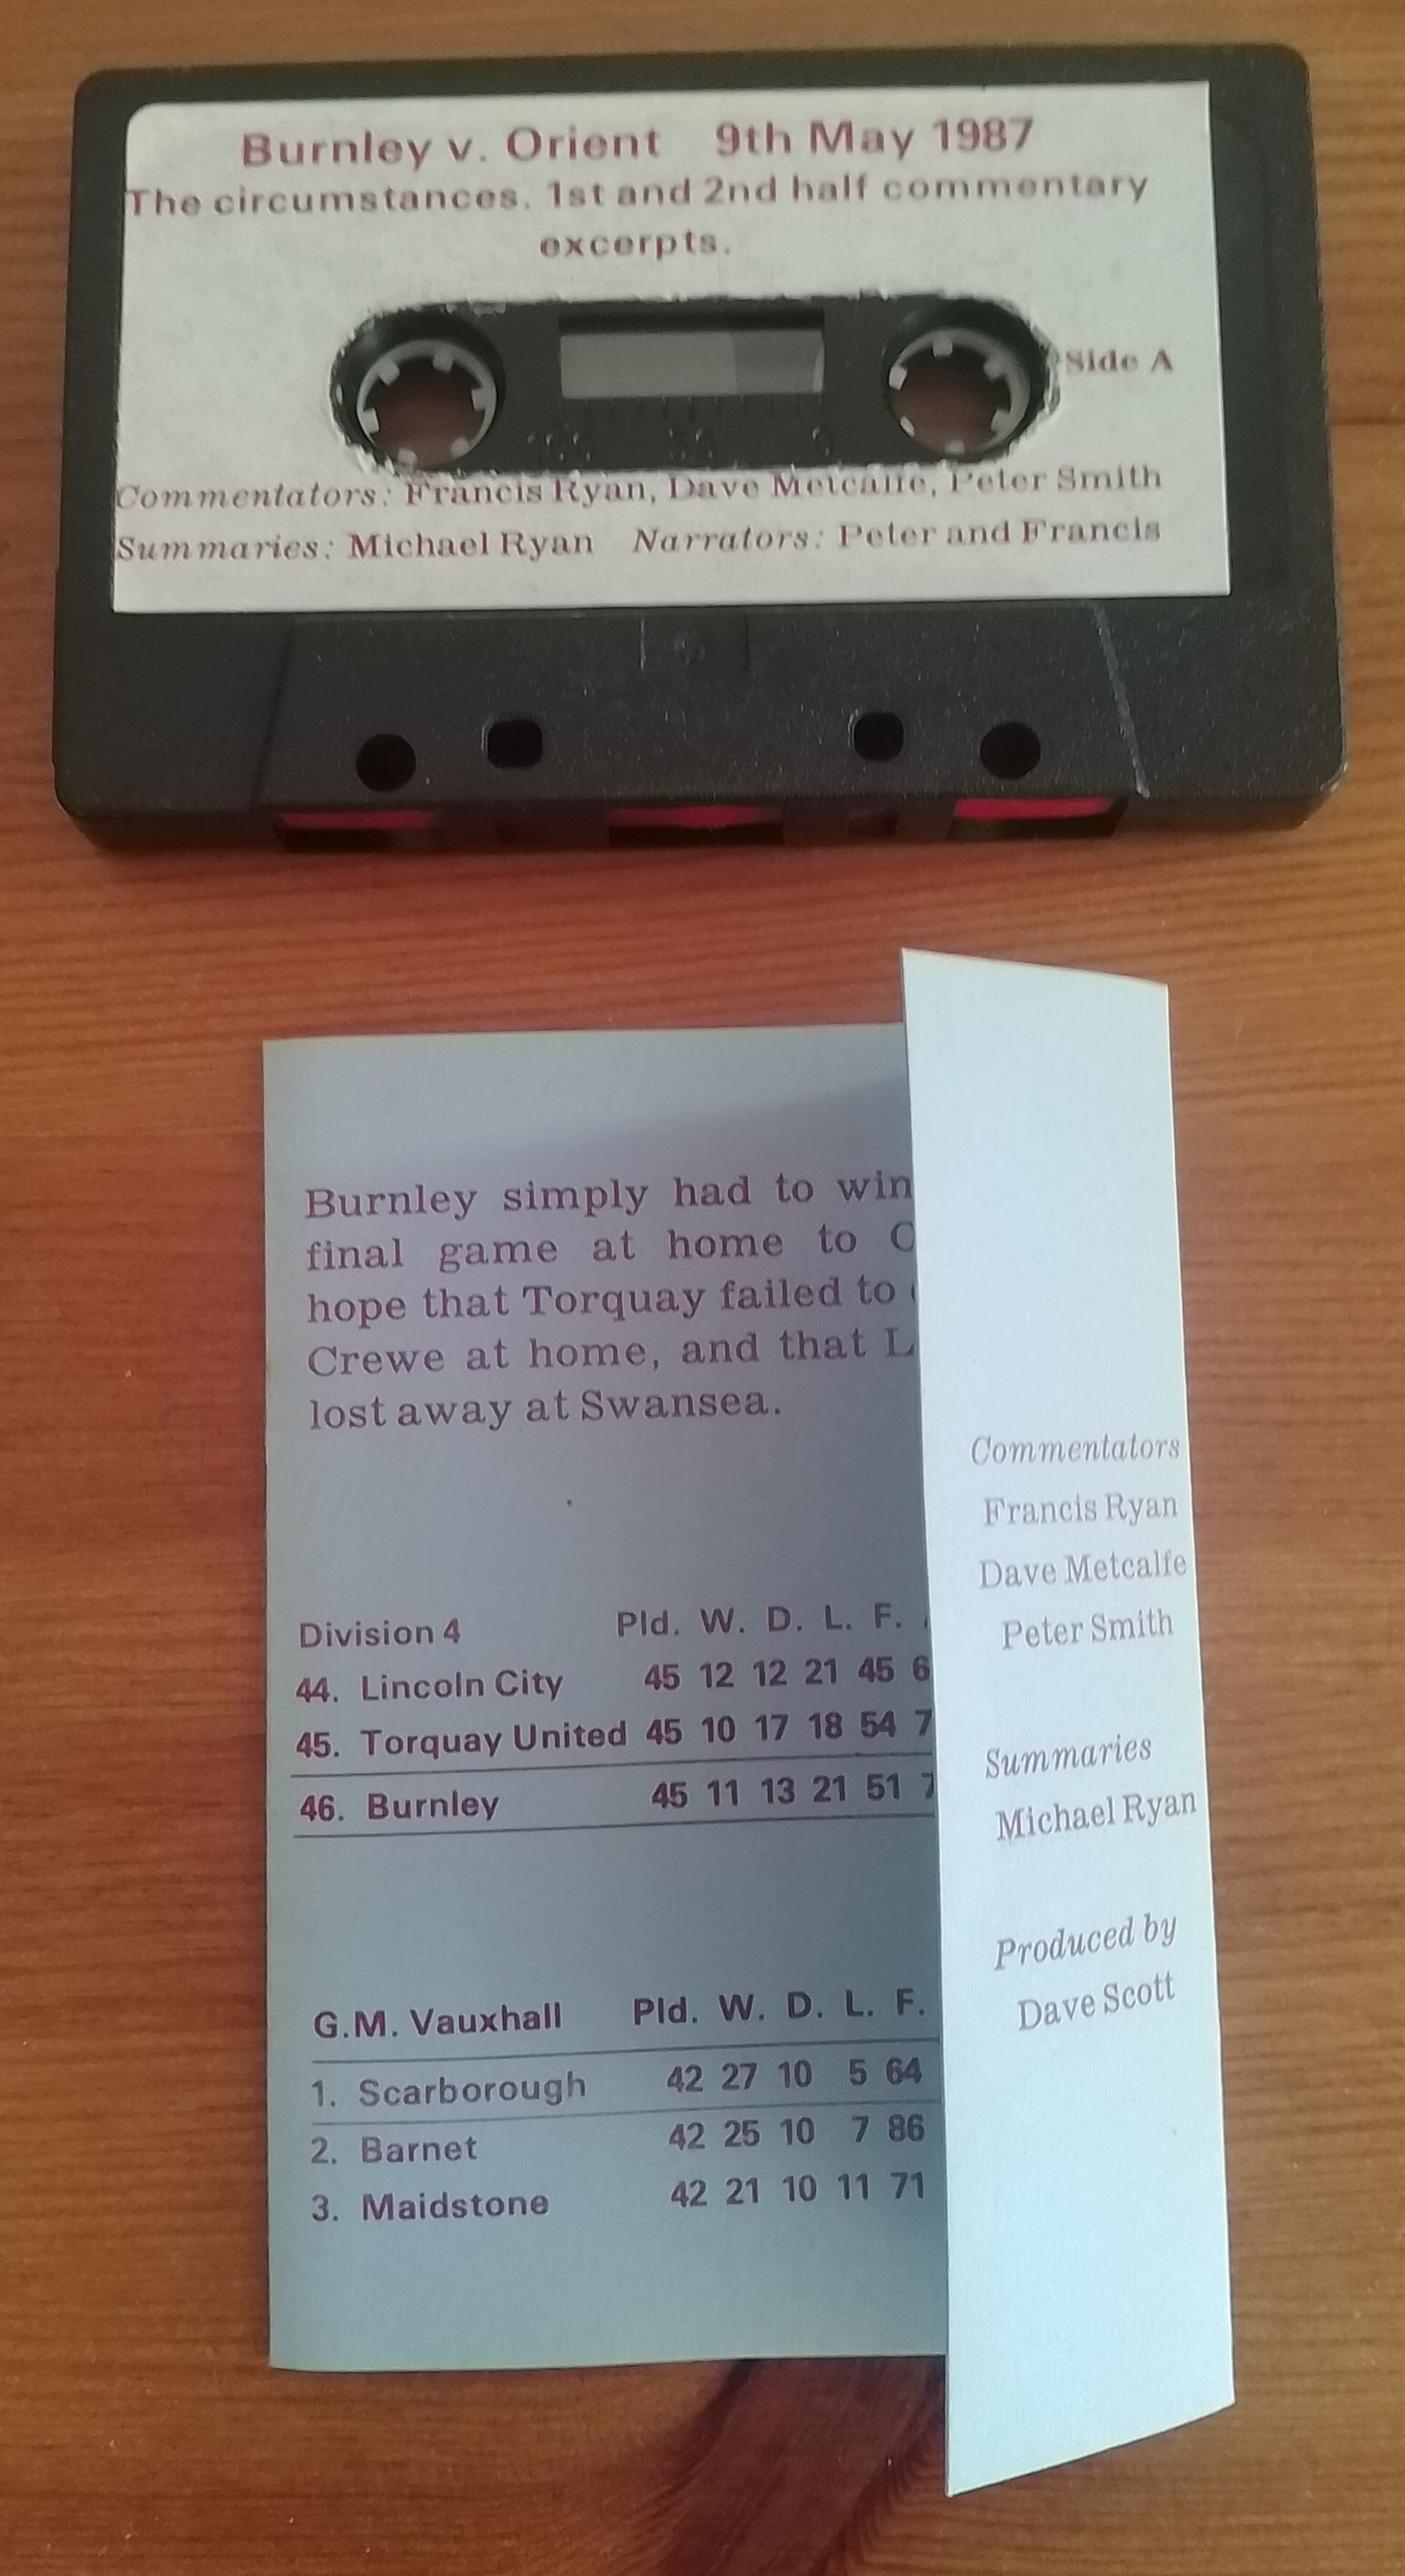 Burnley v. Orient 9th May 1987
The circumstances. 1st and 2nd half commentary
excerpts.
Side A
100 50 0
Commentators: Francis Ryan, Dave Metcalfe, Peter Smith
Summaries: Michael Ryan Narrators: Peter and Francis
Burnley simply had to win
final game at home to
hope that Torquay failed to
Crewe at home, and that
lost away at Swansea.
Division 4 Pld. W. D. L. F.
44. Lincoln City 45 12 12 21 45
45. Torquay United 45 10 17 18 54
46. Burnley 45 11 13 21 51
G.M. Vauxhall Pld. W. D. L. F.
1. Scarborough 42 27 10 5 64
2. Barnet 42 25 10 7 86
3. Maidstone 42 21 10 11 71
Commentators
Francis Ryan
Dave Metcalfe
Peter Smith
Summaries
Michael Ryan
Produced by
Dave Scott